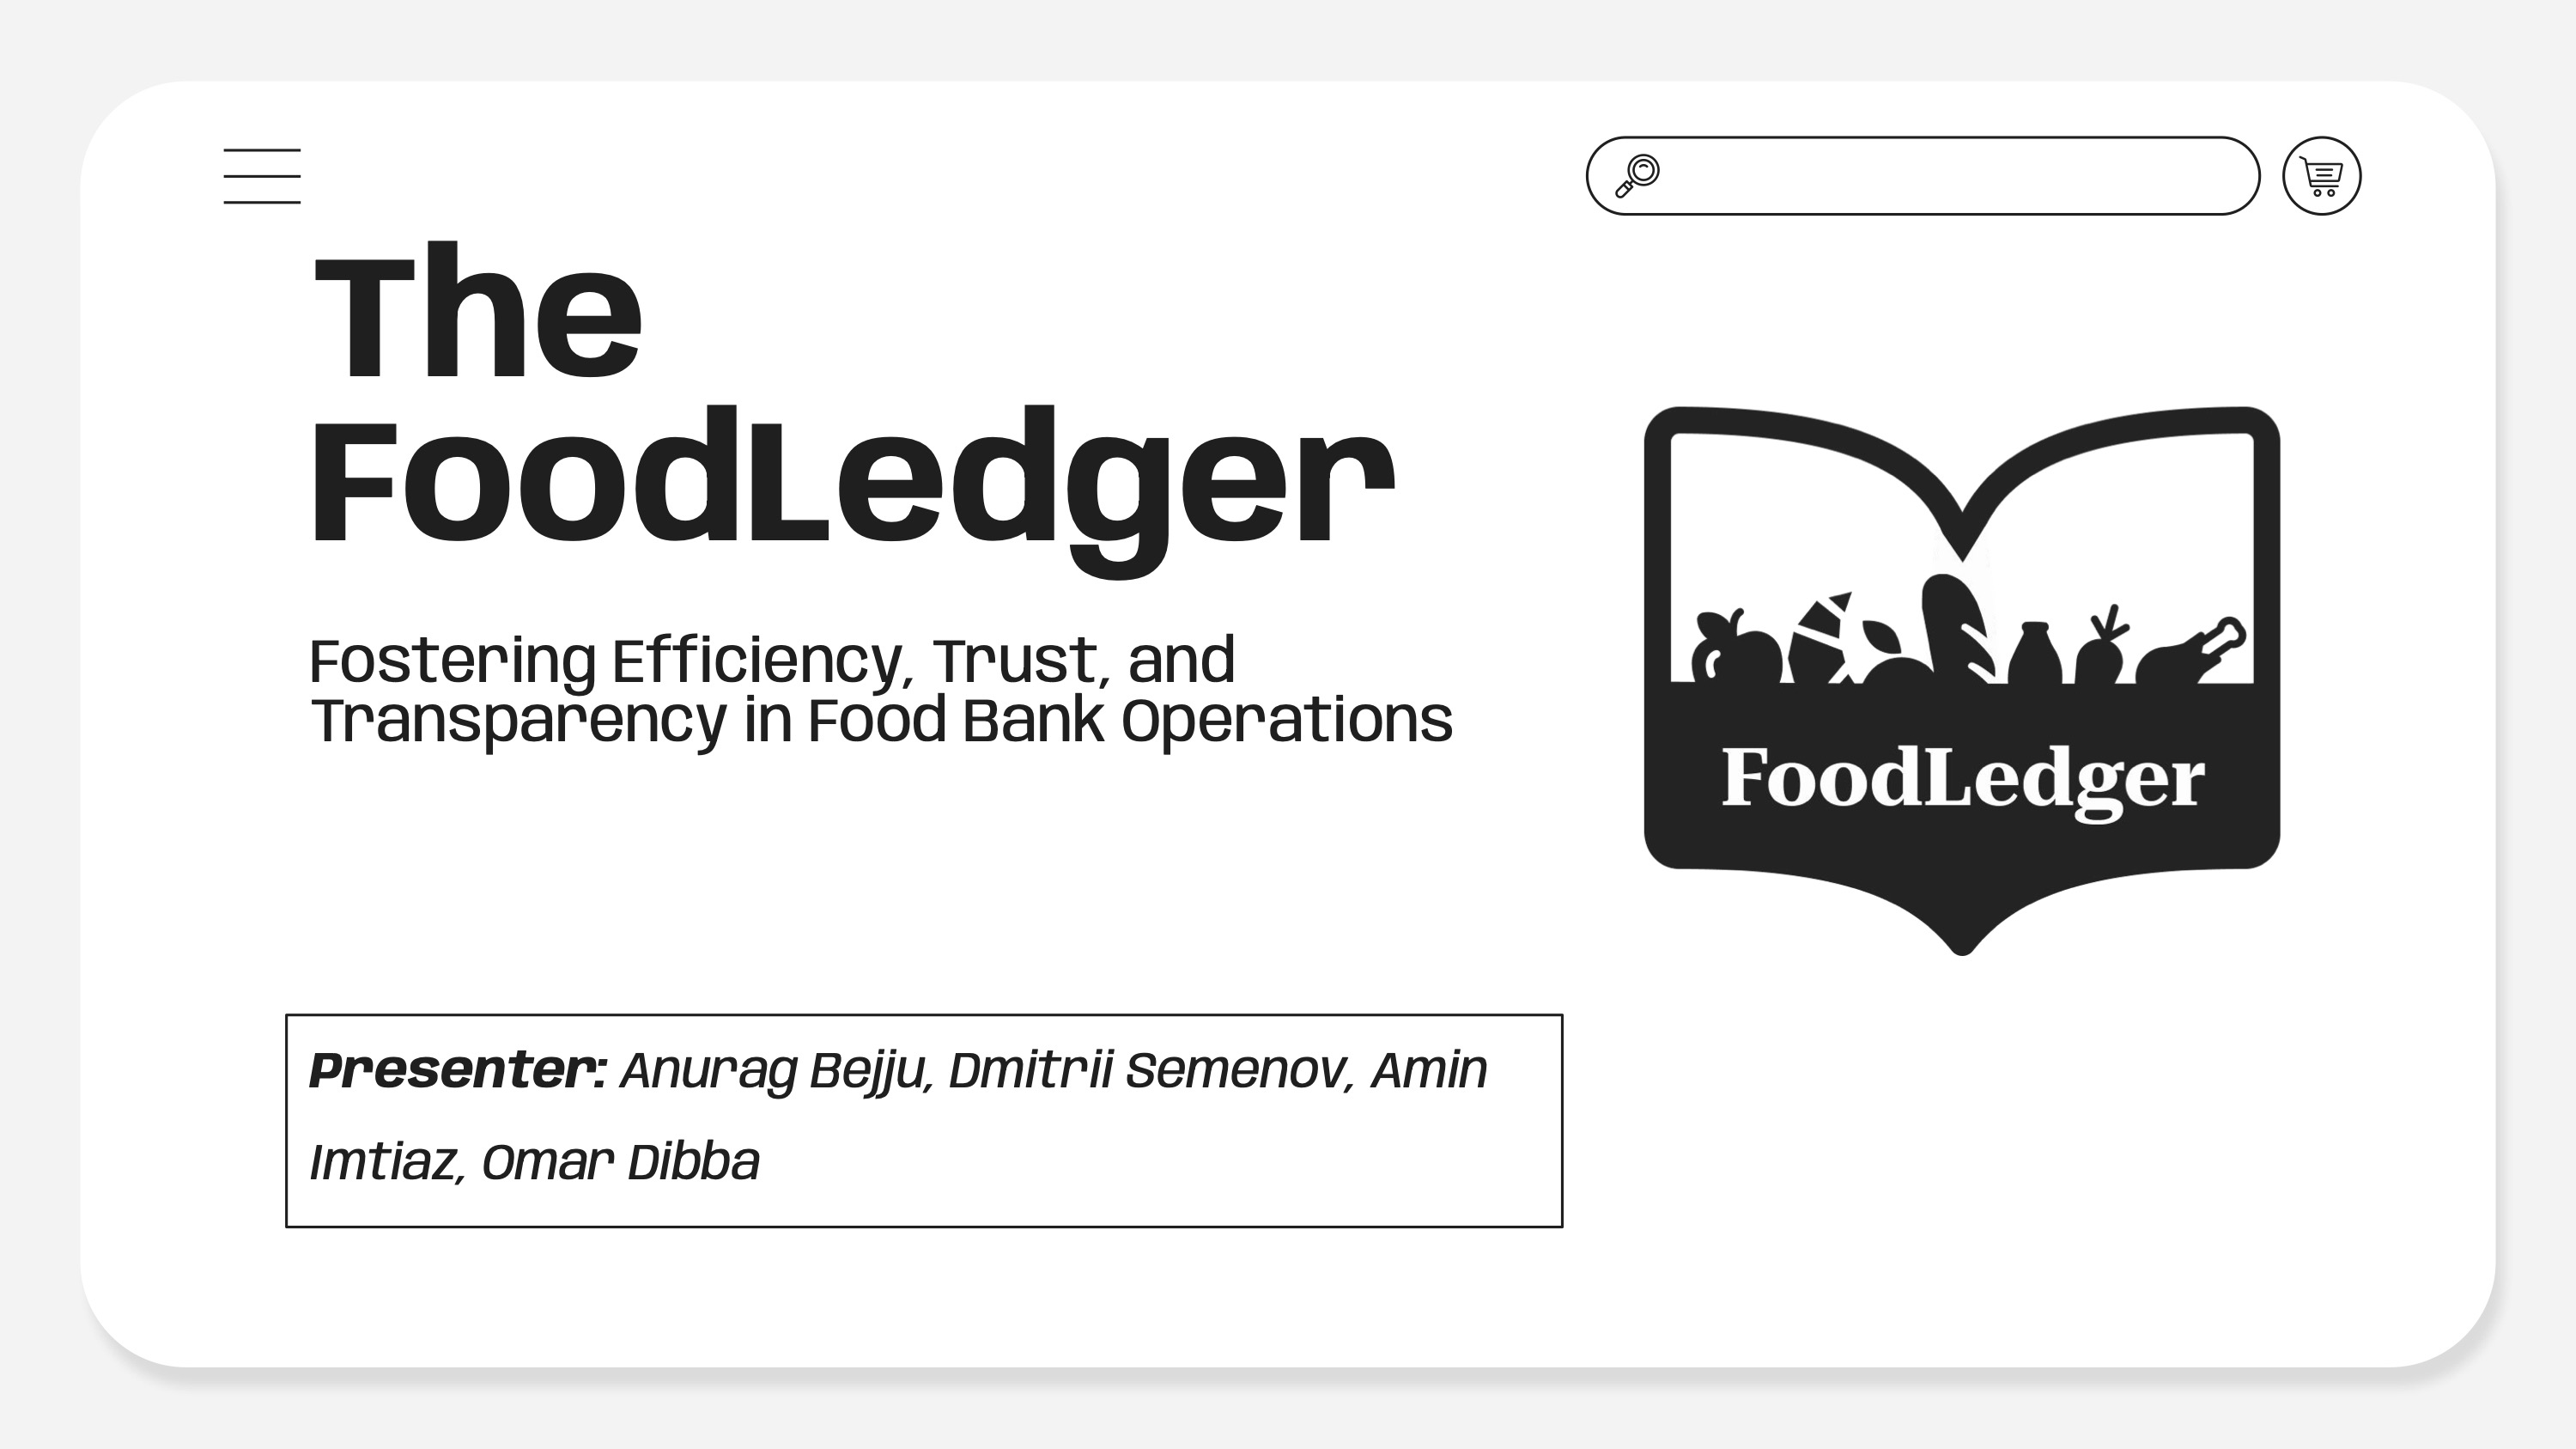 The
FoodLedger
Fostering Efficiency, Trust, and
Transparency in Food Bank Operations
FoodLedger
Presenter: Anurag Bejju, Dmitrii Semenov, Amin
Imtiaz, Omar Dibba